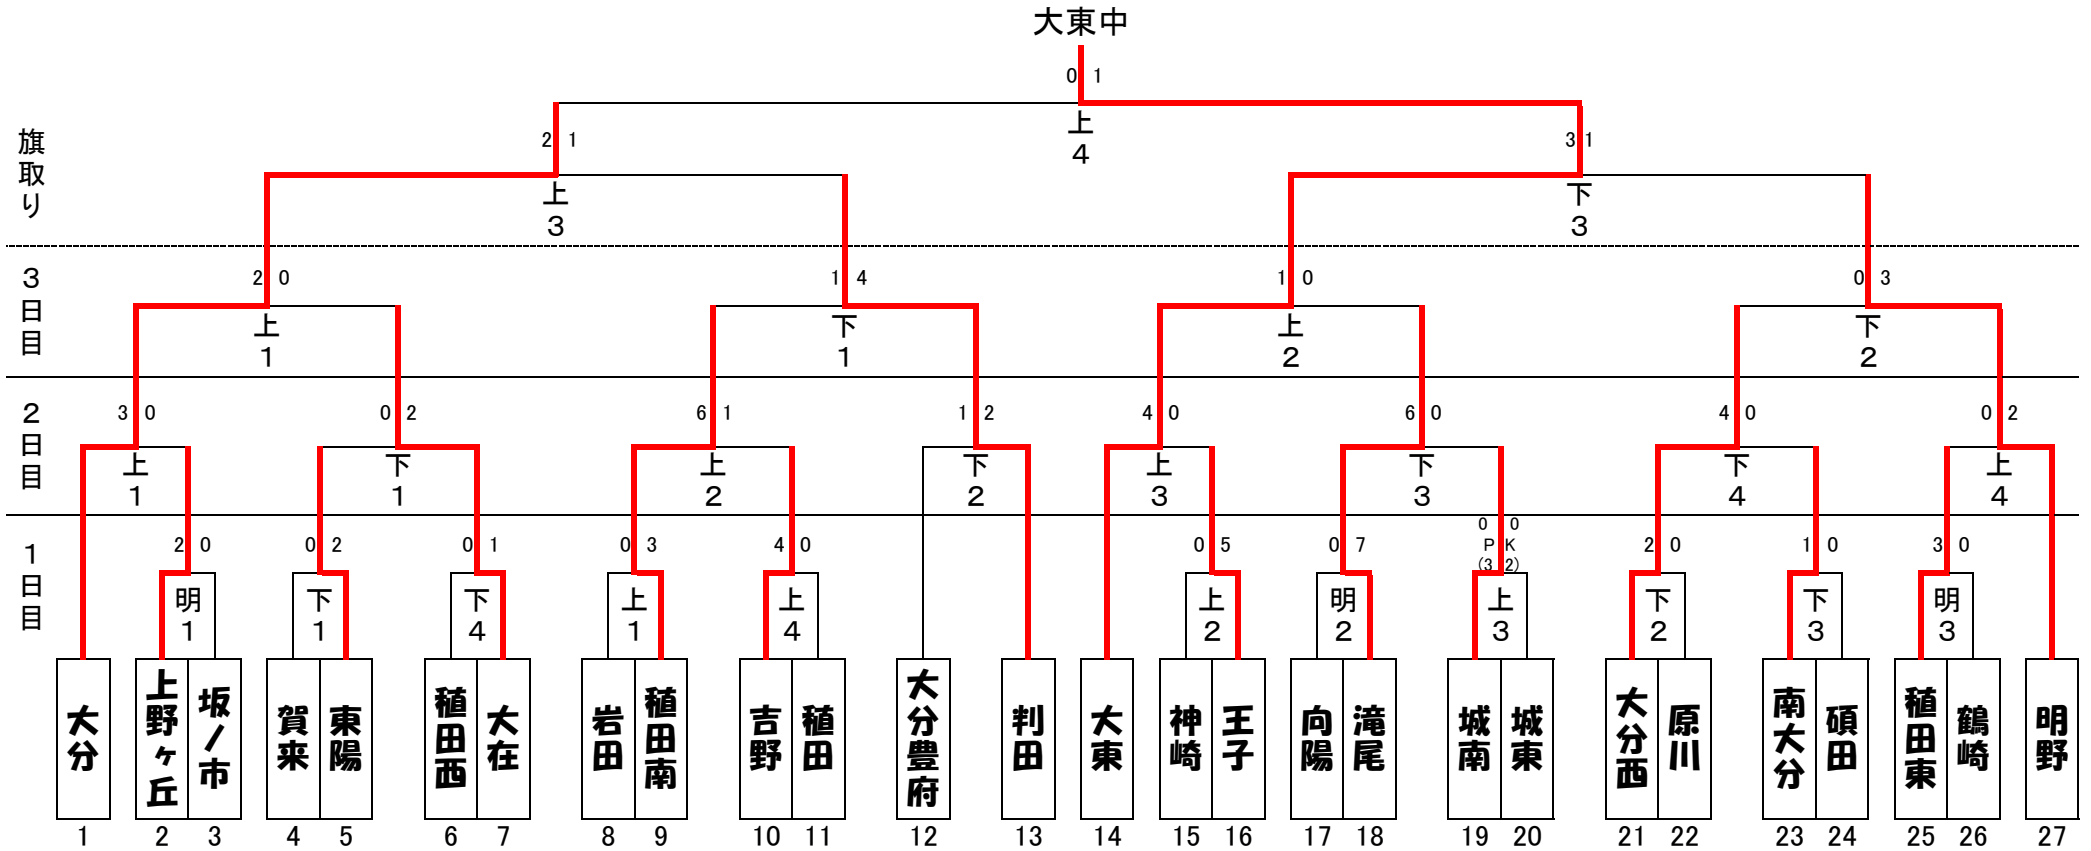 大東中
0 1
上4
旗取り
2 1
3 1
上3
下3
3日目
2 0
1 4
1 0
0 3
上1
下1
上2
下2
2日目
3 0
0 2
6 1
1 2
4 0
6 0
4 0
0 2
上1
下1
上2
下2
上3
下3
下4
上4
1日目
2 0
0 2
0 1
0 3
4 0
0 5
0 7
0 0
PK
(3 2)
2 0
1 0
3 0
明1
下1
下4
上1
上4
上2
明2
上3
下2
下3
明3
大分
上野ヶ丘
坂ノ市
賀来
東陽
稙田西
大在
岩田
稙田南
吉野
稙田
大分豊府
判田
大東
神崎
王子
向陽
滝尾
城南
城東
大分西
原川
南大分
碩田
稙田東
鶴崎
明野
1 2 3 4 5 6 7 8 9 10 11 12 13 14 15 16 17 18 19 20 21 22 23 24 25 26 27